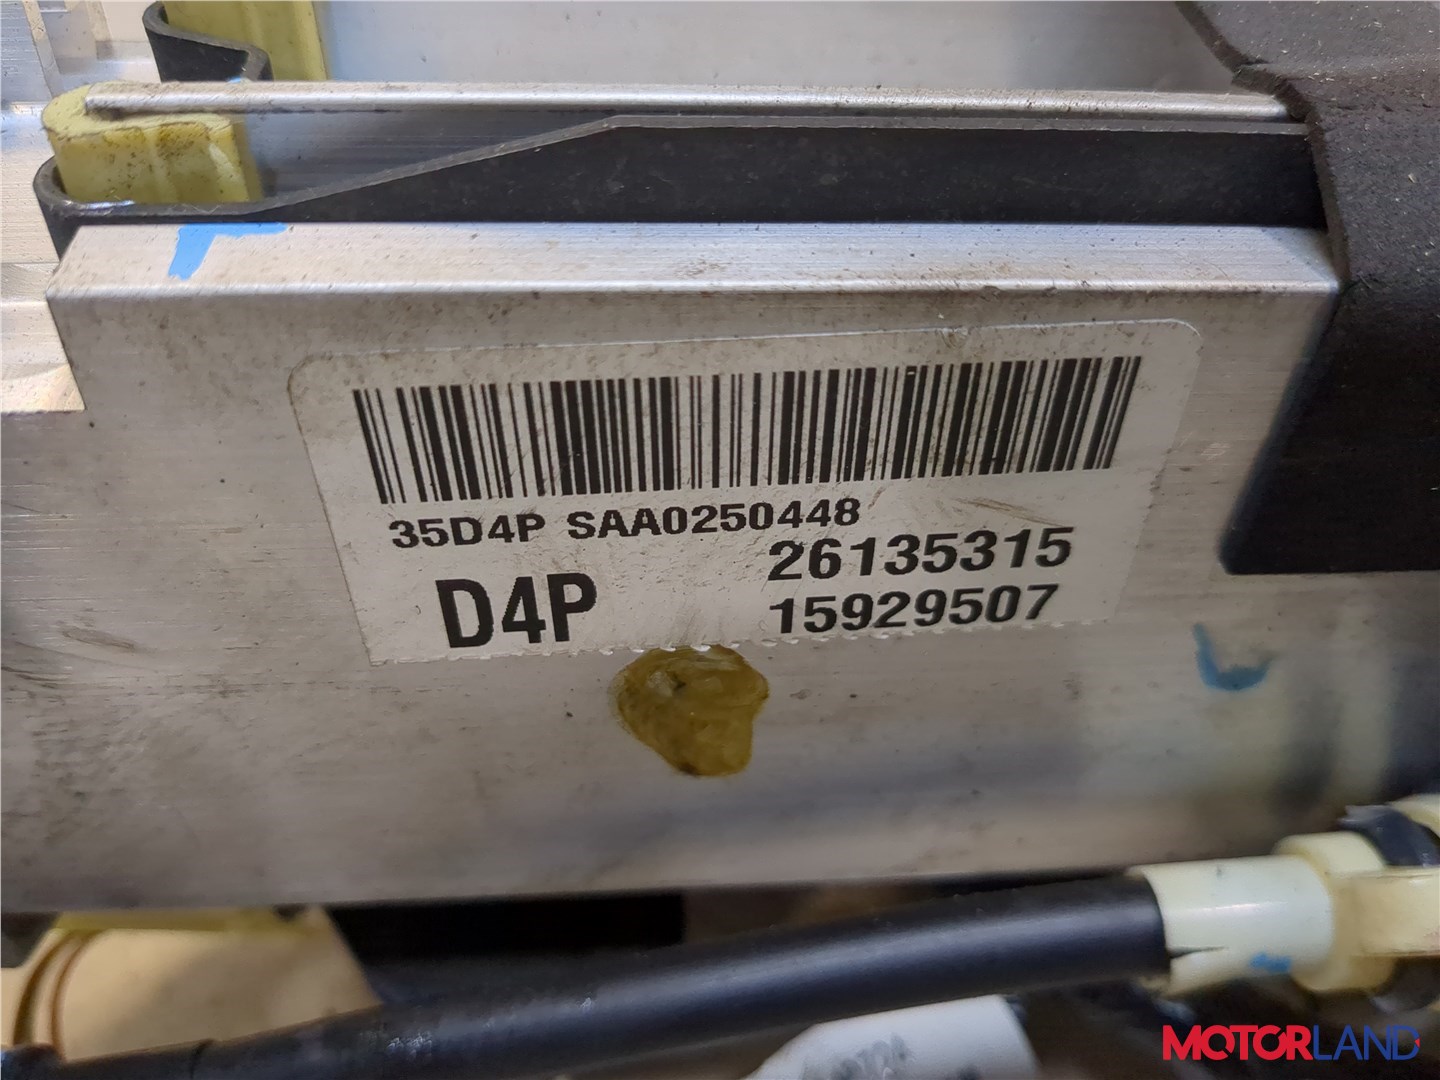 35D4P SAA0250448
26135315
D4P
15929507
MOTORLAND